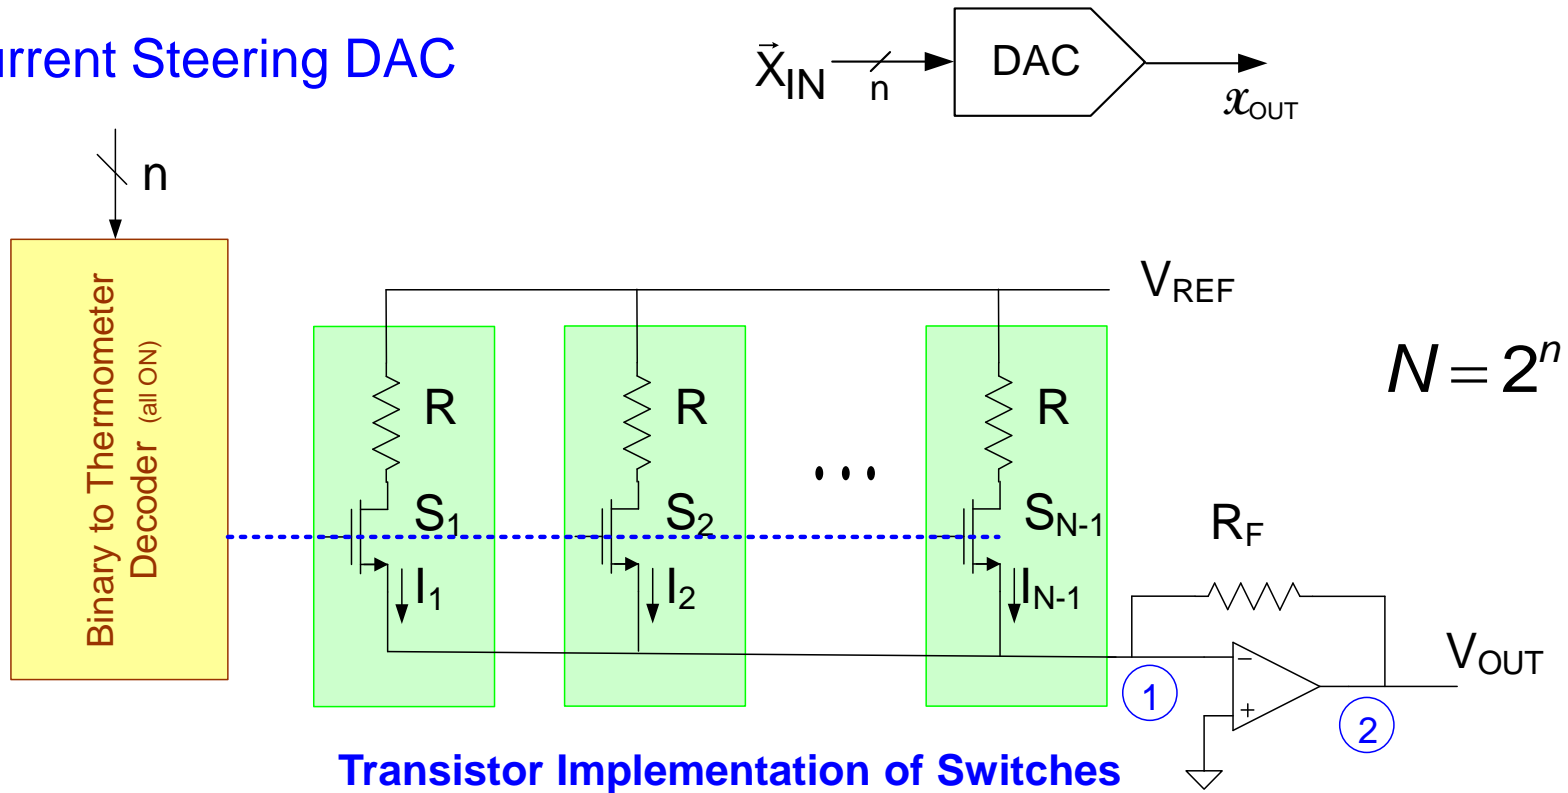 urrent Steering DAC
X⃗IN
n
DAC
𝒳OUT
n
Binary to Thermometer
Decoder (all ON)
VREF
N = 2ⁿ
R
R
R
S1
S2
• • •
SN-1
RF
I1
I2
IN-1
−
+
VOUT
1
2
Transistor Implementation of Switches